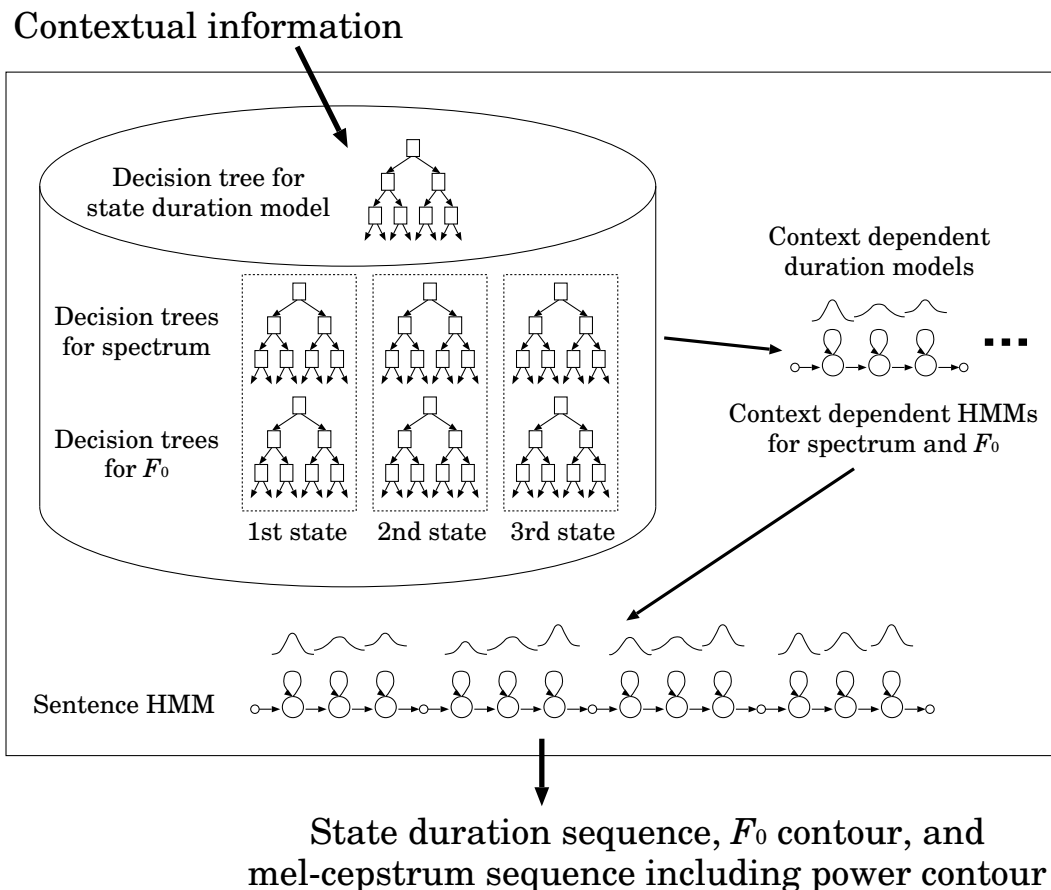 Contextual information
Decision tree for
state duration model
Context dependent
duration models
Decision trees
for spectrum
Context dependent HMMs
for spectrum and F0
Decision trees
for F0
1st state 2nd state 3rd state
Sentence HMM
State duration sequence, F0 contour, and
mel-cepstrum sequence including power contour